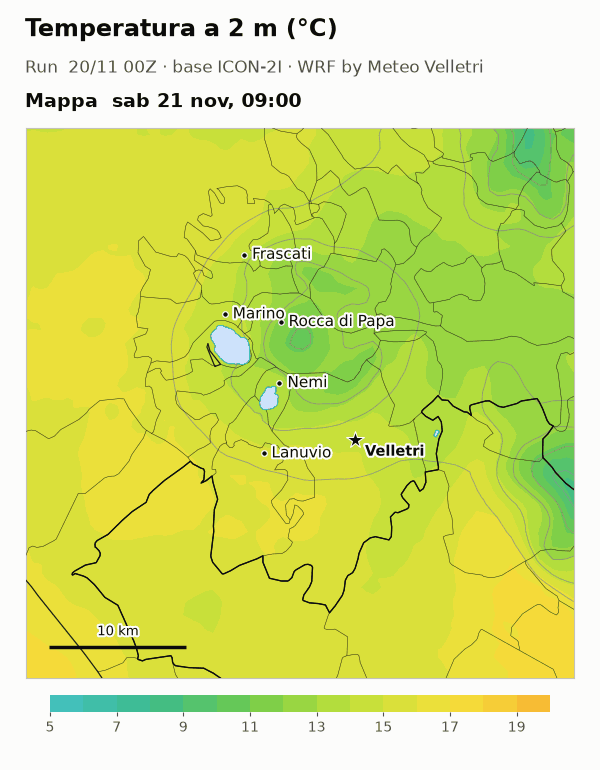 Temperatura a 2 m (°C)
Run  20/11 00Z · base ICON-2I · WRF by Meteo Velletri
Mappa  sab 21 nov, 09:00
Frascati
Marino
Rocca di Papa
Nemi
Velletri
Lanuvio
10 km
5 7 9 11 13 15 17 19